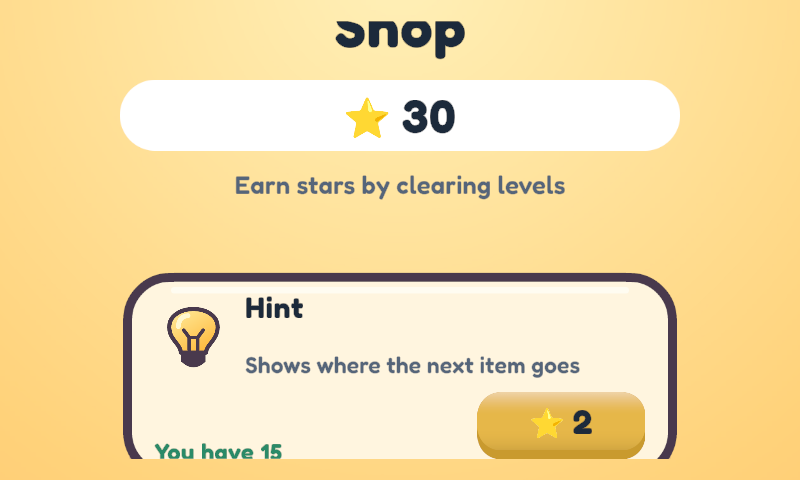 Shop
30
Earn stars by clearing levels
Hint
Shows where the next item goes
2
You have 15